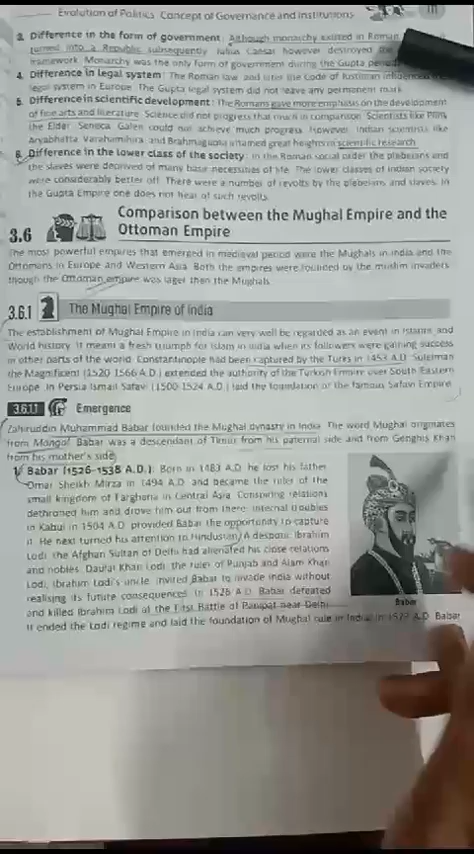 Evolution of Politics Concept of Governance and Institutions
111
3. Difference in the form of government: Although monarchy existed in Roman
turned into a Republic subsequently Julius Caesar however destroyed the
framework. Monarchy was the only form of government during the Gupta period
4. Difference in legal system: The Roman law and later the Code of Justinian influenced the
legal system in Europe. The Gupta legal system did not leave any permanent mark.
5. Difference in scientific development: The Romans gave more emphasis on the development
of fine arts and literature. Science did not progress that much in comparison. Scientists like Pliny
the Elder, Seneca, Galen could not achieve much progress. However, Indian scientists like
Aryabhatta Varahamihira and Brahmagupta attained great heights in scientific research.
6. Difference in the lower class of the society: In the Roman social order the plebeians and
the slaves were deprived of many basic necessities of life. The lower classes of Indian society
were considerably better off. There were a number of revolts by the plebeians and slaves. In
the Gupta Empire one does not hear of such revolts.
3.6 Comparison between the Mughal Empire and the
Ottoman Empire
The most powerful empires that emerged in medieval period were the Mughals in India and the
Ottomans in Europe and Western Asia. Both the empires were founded by the muslim invaders
though the Ottoman empire was lager then the Mughals.
3.6.1 The Mughal Empire of India
The establishment of Mughal Empire in India can very well be regarded as an event in Islamic and
World history. It meant a fresh triumph for Islam in India when its followers were gaining success
in other parts of the world. Constantinople had been captured by the Turks in 1453 A.D. Suleiman
the Magnificent (1520-1566 A.D.) extended the authority of the Turkish Empire over South Eastern
Europe. In Persia Ismail Safavi (1500-1524 A.D.) laid the foundation of the famous Safavi Empire.
3.6.1.1 Emergence
Zahiruddin Muhammad Babar founded the Mughal dynasty in India. The word Mughal originates
from Mongol. Babar was a descendant of Timur from his paternal side and from Genghis Khan
from his mother's side.
1. Babar (1526-1538 A.D.): Born in 1483 A.D. he lost his father
Omar Sheikh Mirza in 1494 A.D. and became the ruler of the
small kingdom of Farghana in Central Asia. Conspiring relations
dethroned him and drove him out from there. Internal troubles
in Kabul in 1504 A.D. provided Babar the opportunity to capture
it. He next turned his attention to Hindustan. A despotic Ibrahim
Lodi, the Afghan Sultan of Delhi had alienated his close relations
and nobles. Daulat Khan Lodi, the ruler of Punjab and Alam Khan
Lodi, Ibrahim Lodi's uncle, invited Babar to invade India without
realising its future consequences. In 1526 A.D. Babar defeated
and killed Ibrahim Lodi at the First Battle of Panipat near Delhi.
Babar
It ended the Lodi regime and laid the foundation of Mughal rule in India. In 1527 A.D. Babar